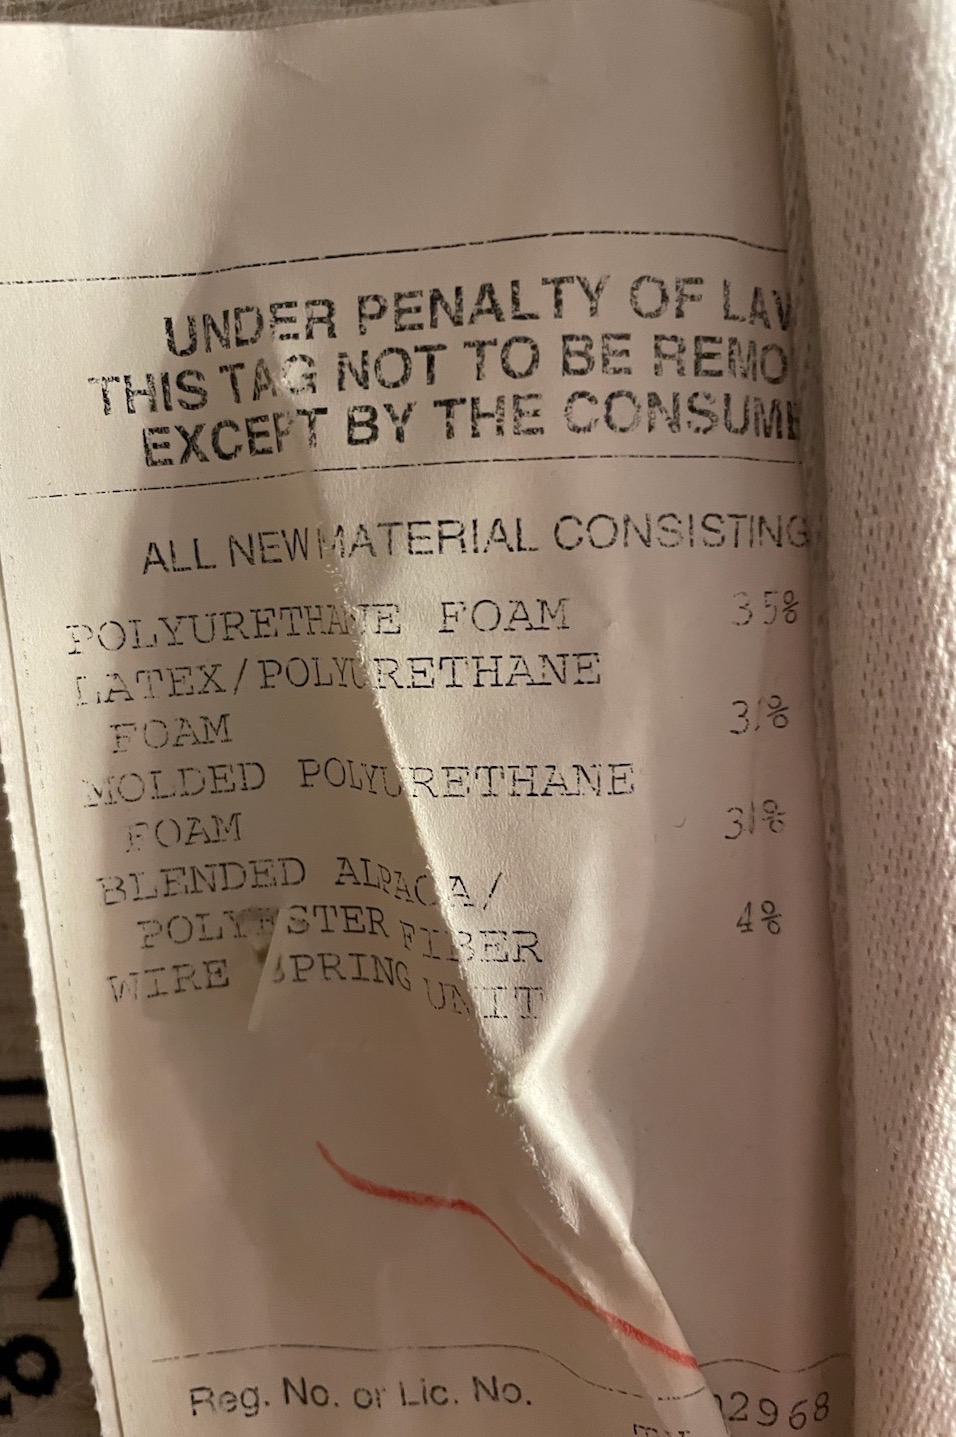 UNDER PENALTY OF LAW
THIS TAG NOT TO BE REMO
EXCEPT BY THE CONSUME
ALL NEW MATERIAL CONSISTING
POLYURETHANE FOAM 35%
LATEX/POLYURETHANE
FOAM 31%
MOLDED POLYURETHANE
FOAM 31%
BLENDED ALPACA/
POLYESTER FIBER 4%
WIRE SPRING UNIT
Reg. No. or Lic. No. 2968